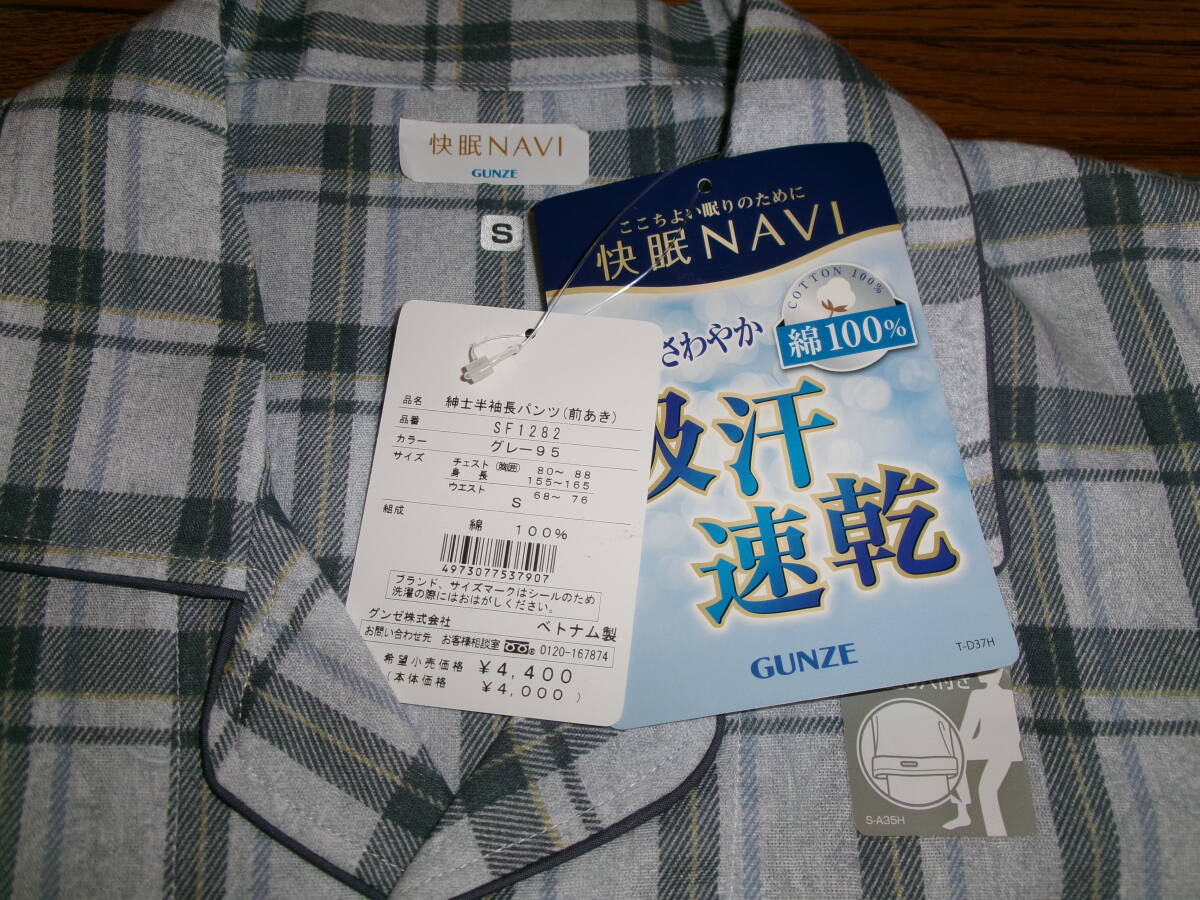 快眠NAVI
GUNZE
S
ここちよい眠りのために
快眠NAVI
COTTON 100%
綿100%
さわやか
吸汗
速乾
GUNZE
T-D37H
品名 紳士半袖長パンツ(前あき)
品番 SF1282
カラー グレー95
サイズ チェスト(胸囲) 80～ 88
身長 155～165
ウエスト 68～ 76
S
組成
綿 100%
4973077537907
ブランド、サイズマークはシールのため
洗濯の際にはおはがしください。
グンゼ株式会社 ベトナム製
お問い合わせ先 お客様相談室 0120-167874
希望小売価格 ¥4,400
(本体価格 ¥4,000 )
S-A35H